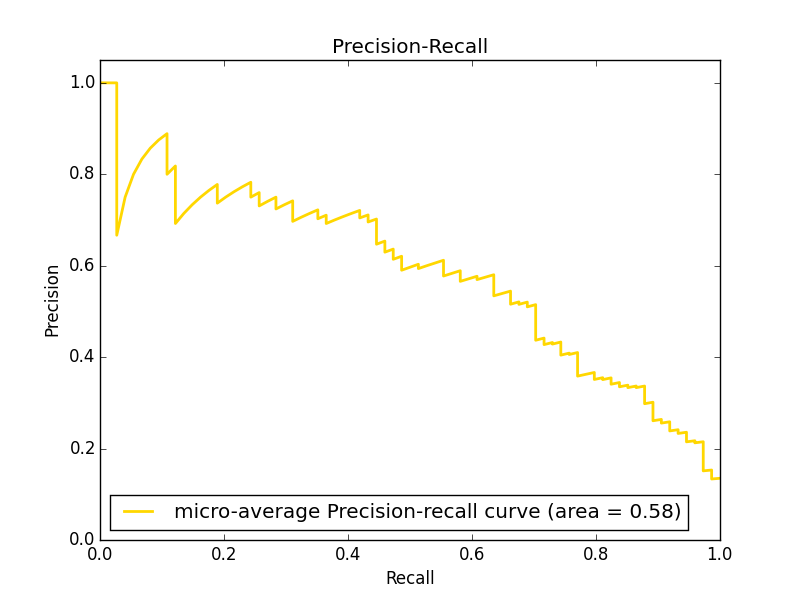 Precision-Recall
1.0
0.8
0.6
0.4
0.2
0.0
Precision
micro-average Precision-recall curve (area = 0.58)
0.0 0.2 0.4 0.6 0.8 1.0
Recall